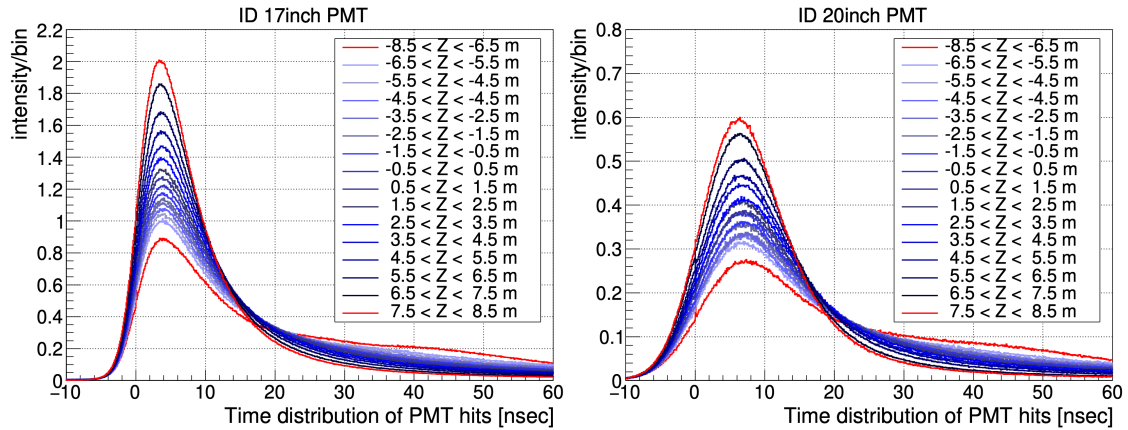 ID 17inch PMT
intensity/bin
2.2
2
1.8
1.6
1.4
1.2
1
0.8
0.6
0.4
0.2
0
−10 0 10 20 30 40 50 60
Time distribution of PMT hits [nsec]
-8.5 < Z < -6.5 m
-6.5 < Z < -5.5 m
-5.5 < Z < -4.5 m
-4.5 < Z < -4.5 m
-3.5 < Z < -2.5 m
-2.5 < Z < -1.5 m
-1.5 < Z < -0.5 m
-0.5 < Z < 0.5 m
0.5 < Z < 1.5 m
1.5 < Z < 2.5 m
2.5 < Z < 3.5 m
3.5 < Z < 4.5 m
4.5 < Z < 5.5 m
5.5 < Z < 6.5 m
6.5 < Z < 7.5 m
7.5 < Z < 8.5 m
ID 20inch PMT
intensity/bin
0.8
0.7
0.6
0.5
0.4
0.3
0.2
0.1
0
−10 0 10 20 30 40 50 60
Time distribution of PMT hits [nsec]
-8.5 < Z < -6.5 m
-6.5 < Z < -5.5 m
-5.5 < Z < -4.5 m
-4.5 < Z < -4.5 m
-3.5 < Z < -2.5 m
-2.5 < Z < -1.5 m
-1.5 < Z < -0.5 m
-0.5 < Z < 0.5 m
0.5 < Z < 1.5 m
1.5 < Z < 2.5 m
2.5 < Z < 3.5 m
3.5 < Z < 4.5 m
4.5 < Z < 5.5 m
5.5 < Z < 6.5 m
6.5 < Z < 7.5 m
7.5 < Z < 8.5 m